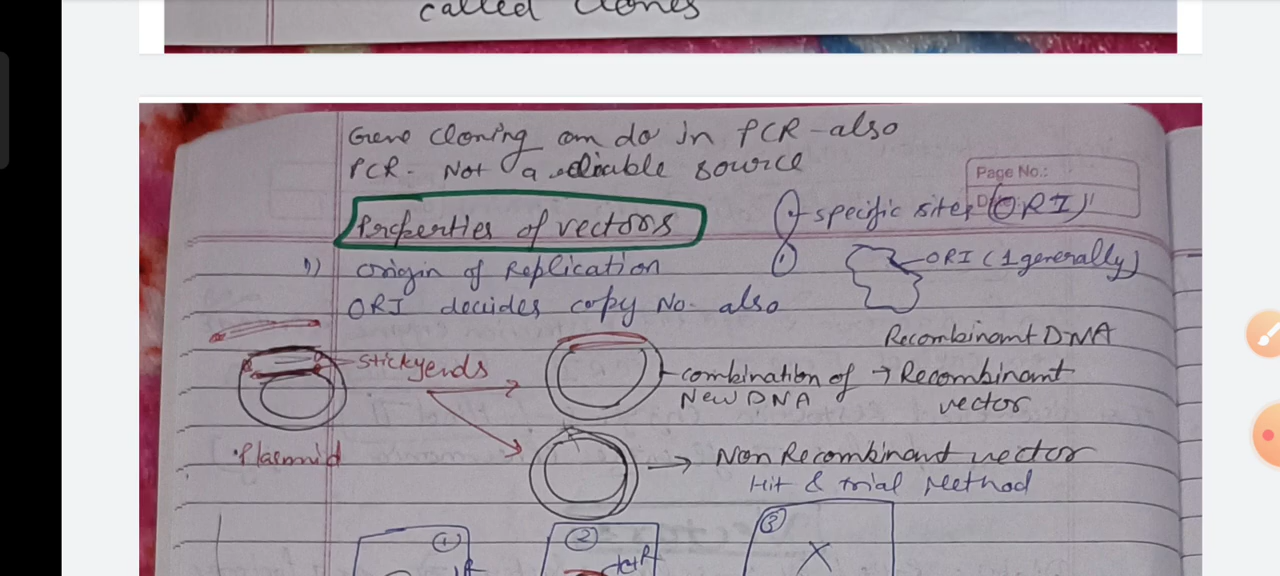 called clones
Gene cloning can do in PCR - also
PCR - Not a reliable source
Page No.:
Properties of vectors
specific site, (ORI)
1) origin of Replication
ORI (1 generally)
ORI decides copy No. also
Recombinant DNA
stickyends
combination of → Recombinant
New DNA
vector
Plasmid
→ Non Recombinant vector
Hit & trial Method
①
②
③
tetR
X